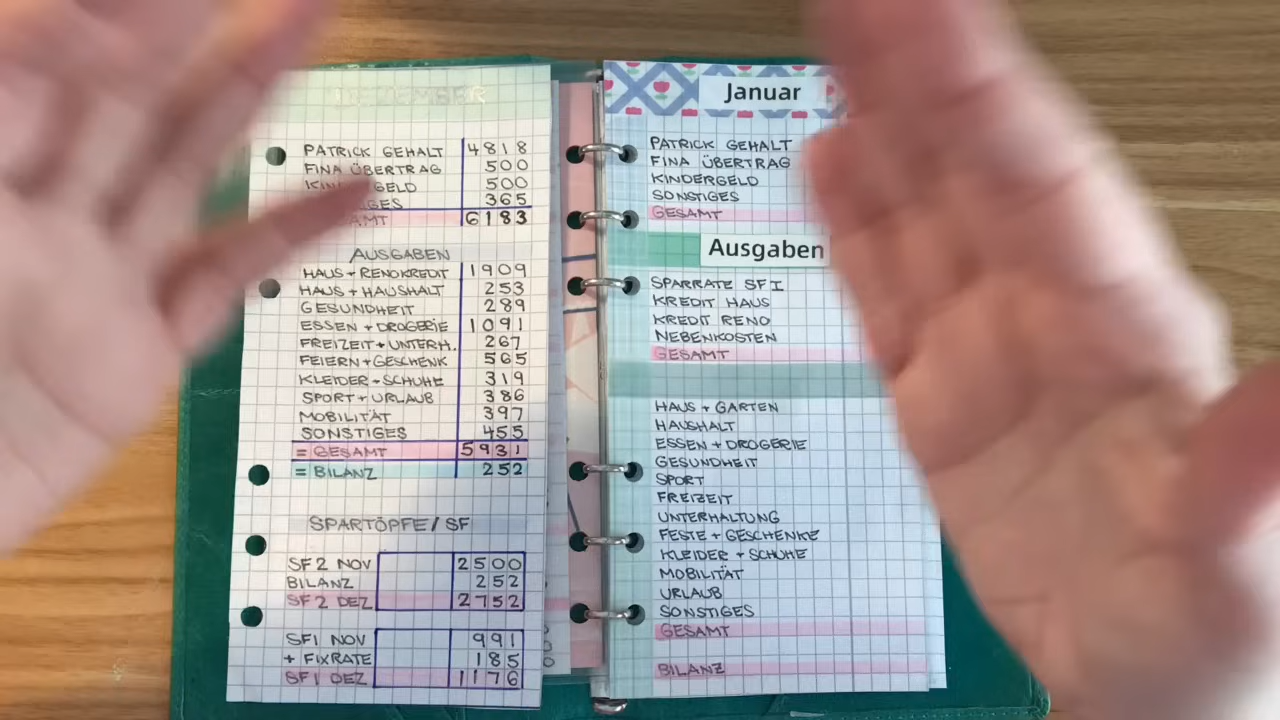 DEZEMBER
PATRICK GEHALT 4818
FINA ÜBERTRAG 500
KINDERGELD 500
365
GESAMT 6183
AUSGABEN
HAUS + RENOKREDIT 1909
HAUS + HAUSHALT 253
GESUNDHEIT 289
ESSEN + DROGERIE 1091
FREIZEIT + UNTERH. 267
FEIERN + GESCHENK 565
KLEIDER + SCHUHE 319
SPORT + URLAUB 386
MOBILITÄT 397
SONSTIGES 455
= GESAMT 5931
= BILANZ 252
SPARTÖPFE / SF
SF2 NOV 2500
BILANZ 252
SF2 DEZ 2752
SF1 NOV 991
+ FIXRATE 185
SF1 DEZ 1176
Januar
PATRICK GEHALT
FINA ÜBERTRAG
KINDERGELD
SONSTIGES
GESAMT
Ausgaben
SPARRATE SF1
KREDIT HAUS
KREDIT RENO
NEBENKOSTEN
GESAMT
HAUS + GARTEN
HAUSHALT
ESSEN + DROGERIE
GESUNDHEIT
SPORT
FREIZEIT
UNTERHALTUNG
FESTE + GESCHENKE
KLEIDER + SCHUHE
MOBILITÄT
URLAUB
SONSTIGES
GESAMT
BILANZ